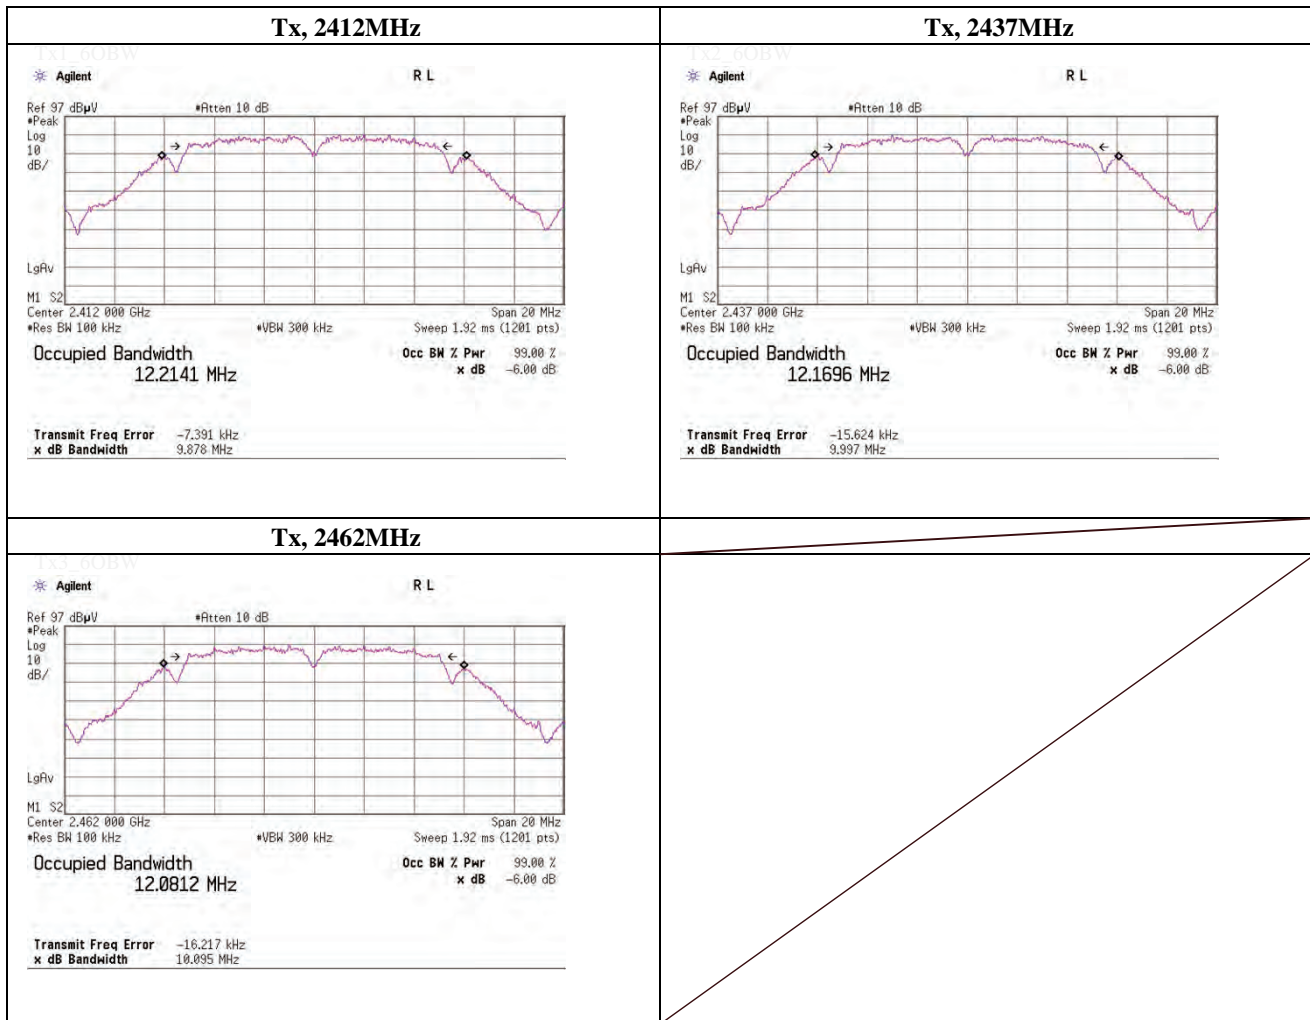 Tx, 2412MHz
Tx1_6OBW
Agilent
R L
Ref 97 dBµV
#Atten 10 dB
#Peak
Log
10
dB/
LgAv
M1 S2
Center 2.412 000 GHz
Span 20 MHz
#Res BW 100 kHz
#VBW 300 kHz
Sweep 1.92 ms (1201 pts)
Occupied Bandwidth
12.2141 MHz
Occ BW % Pwr
99.00 %
x dB
-6.00 dB
Transmit Freq Error
-7.391 kHz
x dB Bandwidth
9.878 MHz
Tx, 2437MHz
Tx2_6OBW
Agilent
R L
Ref 97 dBµV
#Atten 10 dB
#Peak
Log
10
dB/
LgAv
M1 S2
Center 2.437 000 GHz
Span 20 MHz
#Res BW 100 kHz
#VBW 300 kHz
Sweep 1.92 ms (1201 pts)
Occupied Bandwidth
12.1696 MHz
Occ BW % Pwr
99.00 %
x dB
-6.00 dB
Transmit Freq Error
-15.624 kHz
x dB Bandwidth
9.997 MHz
Tx, 2462MHz
Tx3_6OBW
Agilent
R L
Ref 97 dBµV
#Atten 10 dB
#Peak
Log
10
dB/
LgAv
M1 S2
Center 2.462 000 GHz
Span 20 MHz
#Res BW 100 kHz
#VBW 300 kHz
Sweep 1.92 ms (1201 pts)
Occupied Bandwidth
12.0812 MHz
Occ BW % Pwr
99.00 %
x dB
-6.00 dB
Transmit Freq Error
-16.217 kHz
x dB Bandwidth
10.095 MHz